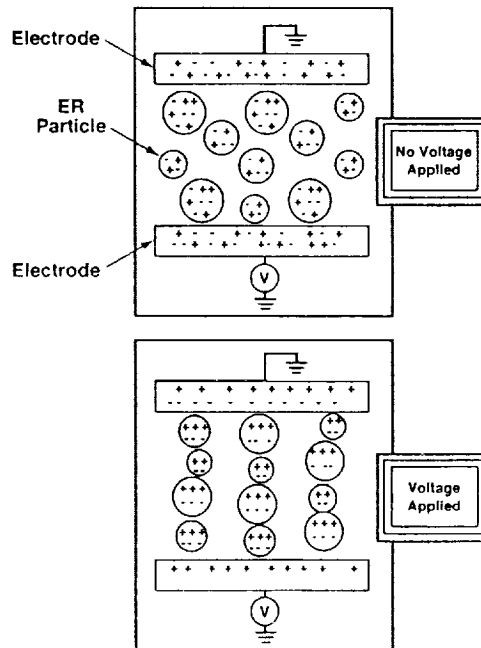 Electrode
ER
Particle
No Voltage
Applied
Electrode
V
Voltage
Applied
V